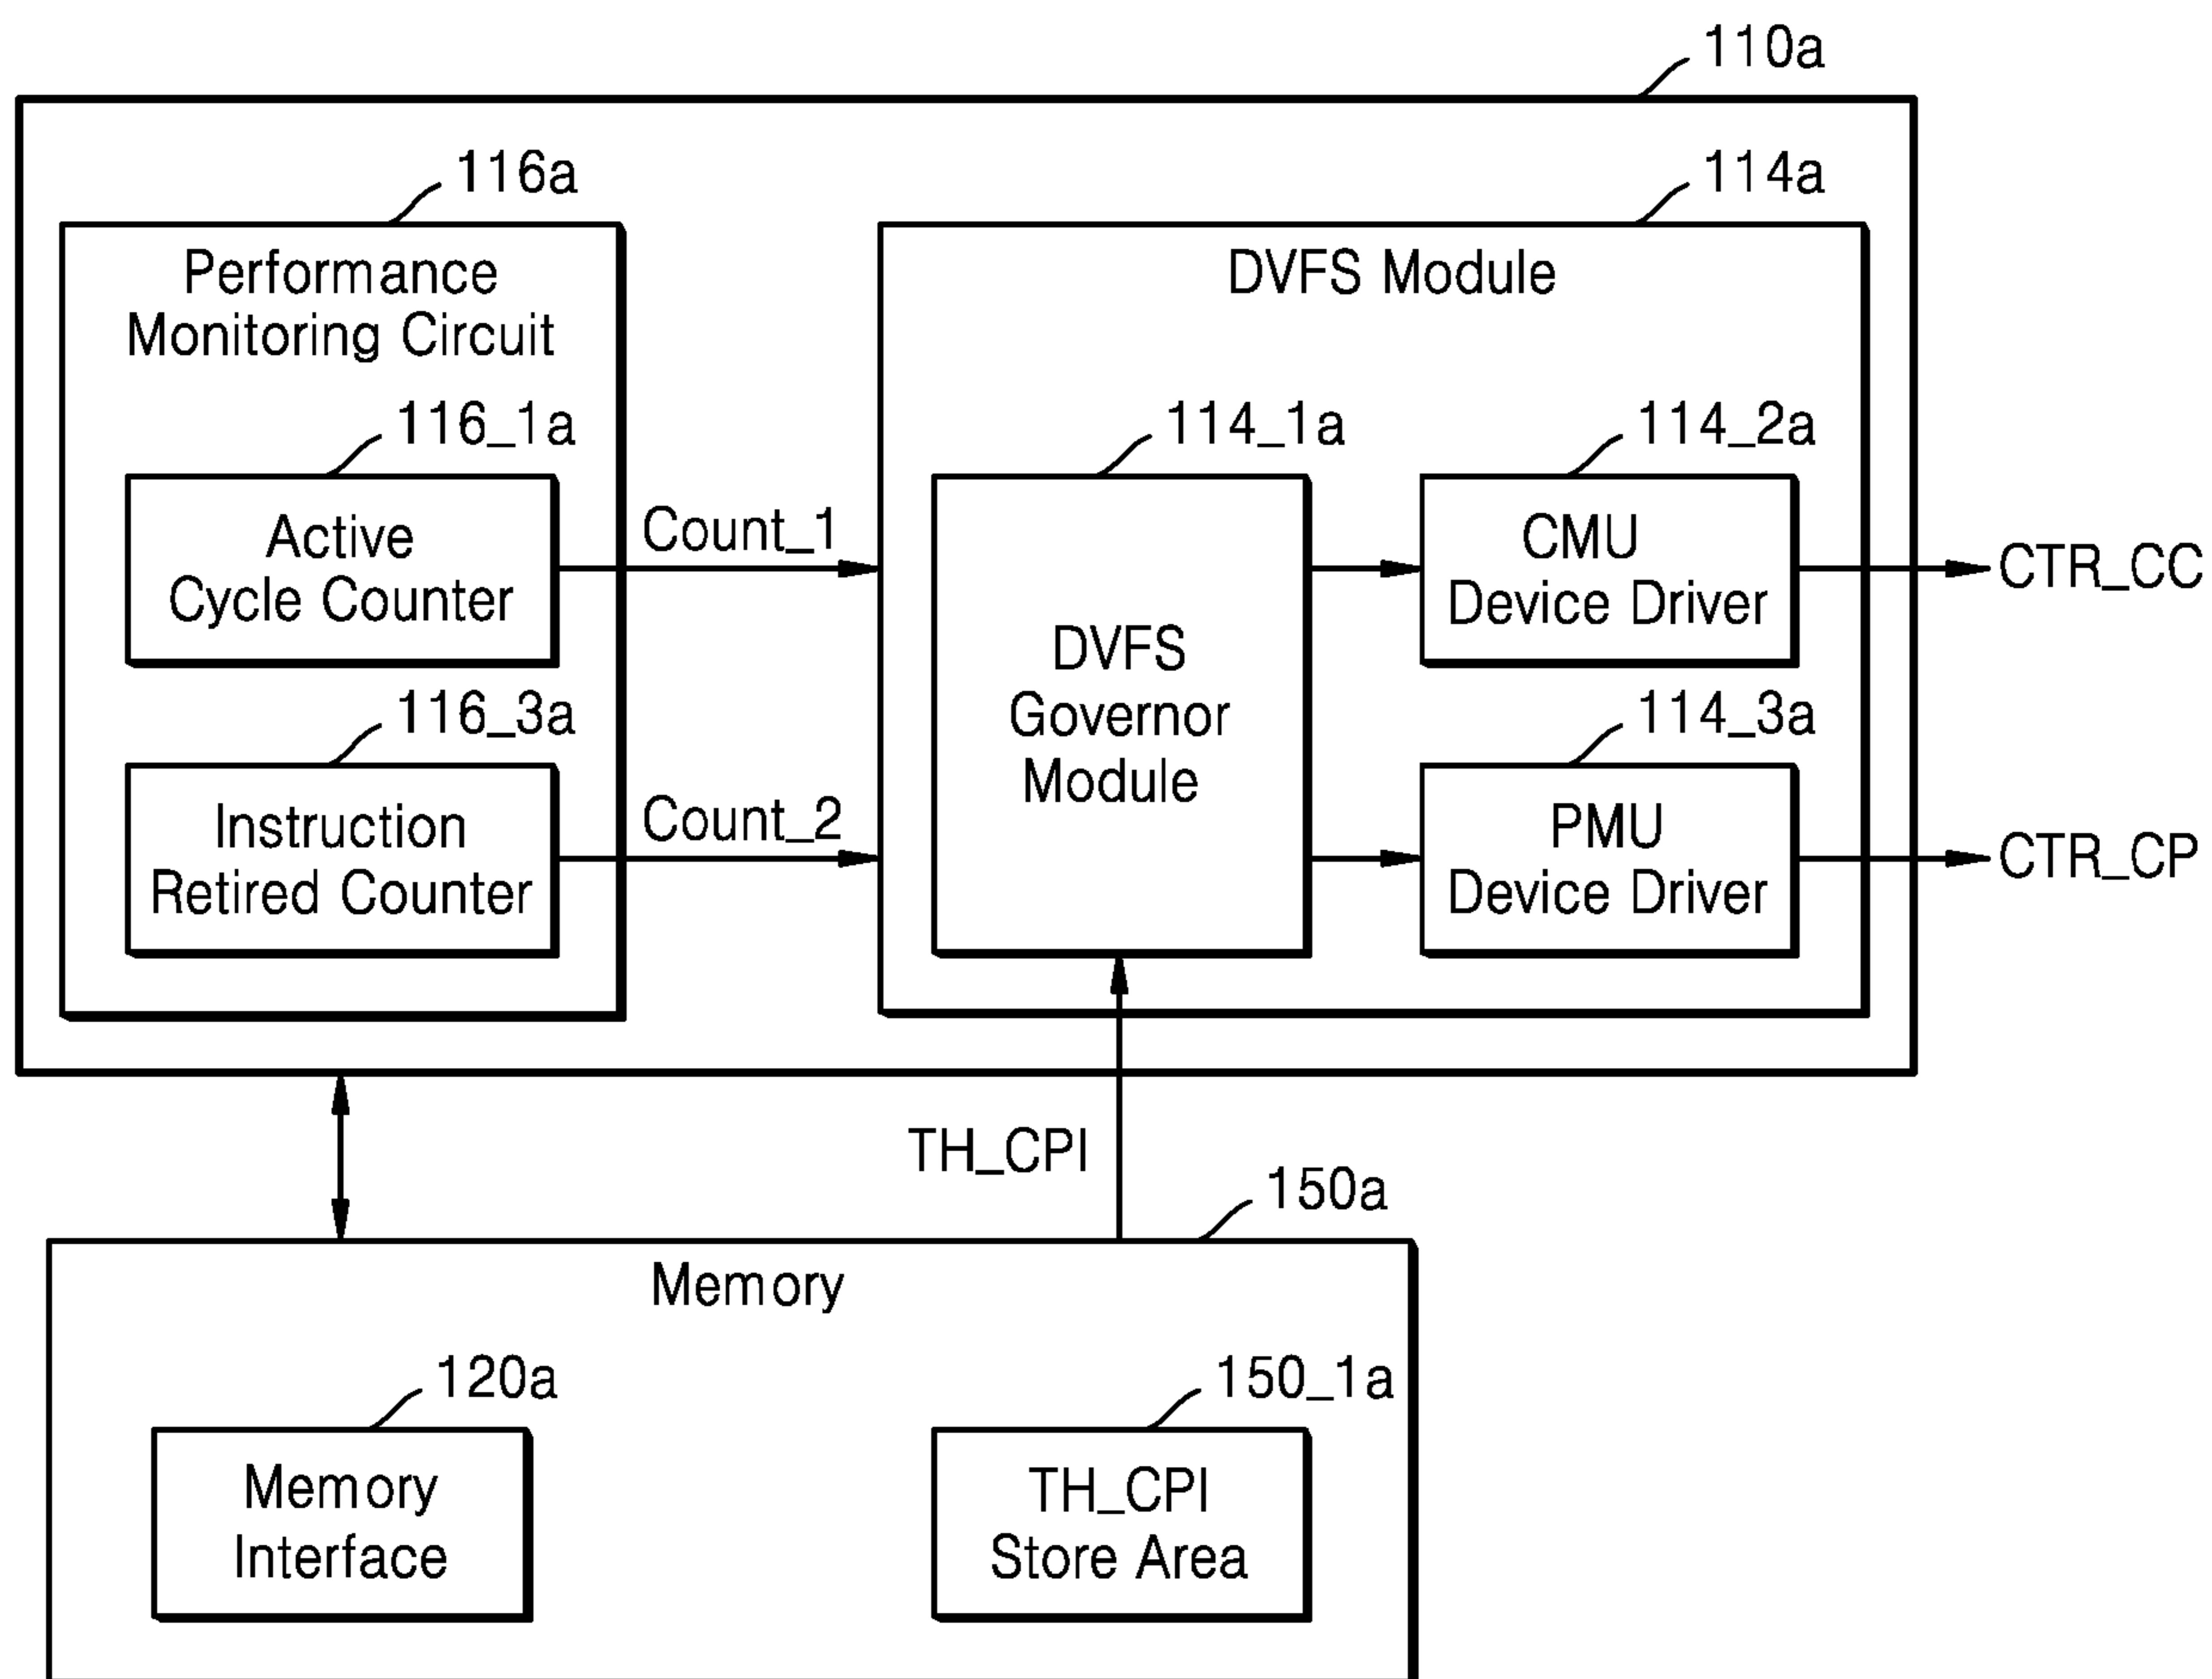 110a
116a
114a
Performance
Monitoring Circuit
DVFS Module
116_1a
114_1a
114_2a
Active
Cycle Counter
Count_1
CMU
Device Driver
CTR_CC
DVFS
Governor
Module
116_3a
114_3a
Instruction
Retired Counter
Count_2
PMU
Device Driver
CTR_CP
TH_CPI
150a
Memory
120a
150_1a
Memory
Interface
TH_CPI
Store Area